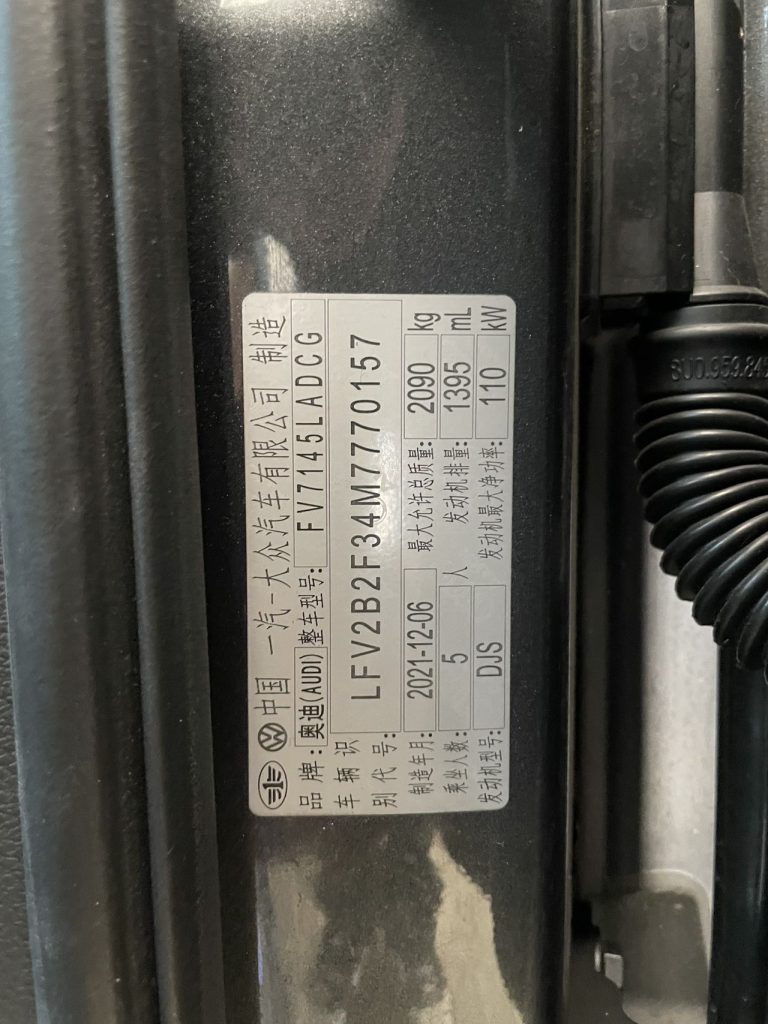 中国 一汽-大众汽车有限公司 制造
品牌: 奥迪(AUDI) 整车型号: FV7145LADCG
车辆识别代号: LFV2B2F34M7770157
制造年月: 2021-12-06 最大允许总质量: 2090 kg
乘坐人数: 5 人 发动机排量: 1395 mL
发动机型号: DJS 发动机最大净功率: 110 kW